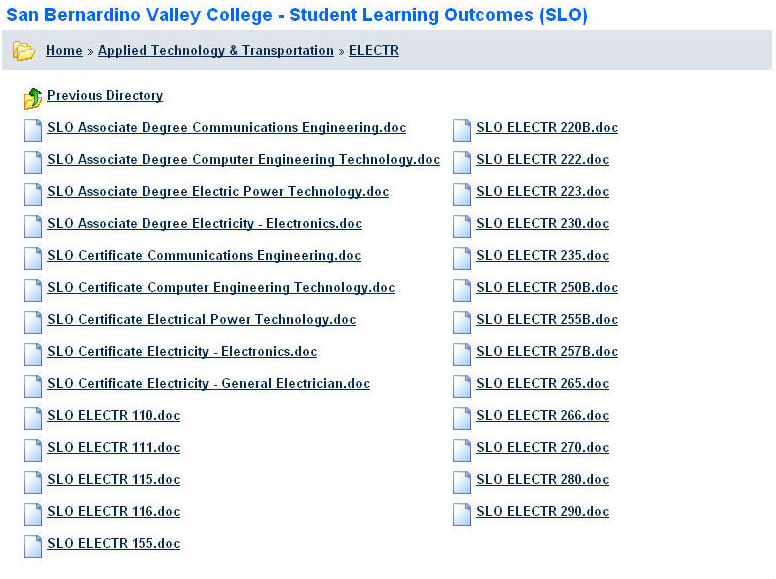 San Bernardino Valley College - Student Learning Outcomes (SLO)
Home » Applied Technology & Transportation » ELECTR
Previous Directory
SLO Associate Degree Communications Engineering.doc
SLO Associate Degree Computer Engineering Technology.doc
SLO Associate Degree Electric Power Technology.doc
SLO Associate Degree Electricity - Electronics.doc
SLO Certificate Communications Engineering.doc
SLO Certificate Computer Engineering Technology.doc
SLO Certificate Electrical Power Technology.doc
SLO Certificate Electricity - Electronics.doc
SLO Certificate Electricity - General Electrician.doc
SLO ELECTR 110.doc
SLO ELECTR 111.doc
SLO ELECTR 115.doc
SLO ELECTR 116.doc
SLO ELECTR 155.doc
SLO ELECTR 220B.doc
SLO ELECTR 222.doc
SLO ELECTR 223.doc
SLO ELECTR 230.doc
SLO ELECTR 235.doc
SLO ELECTR 250B.doc
SLO ELECTR 255B.doc
SLO ELECTR 257B.doc
SLO ELECTR 265.doc
SLO ELECTR 266.doc
SLO ELECTR 270.doc
SLO ELECTR 280.doc
SLO ELECTR 290.doc